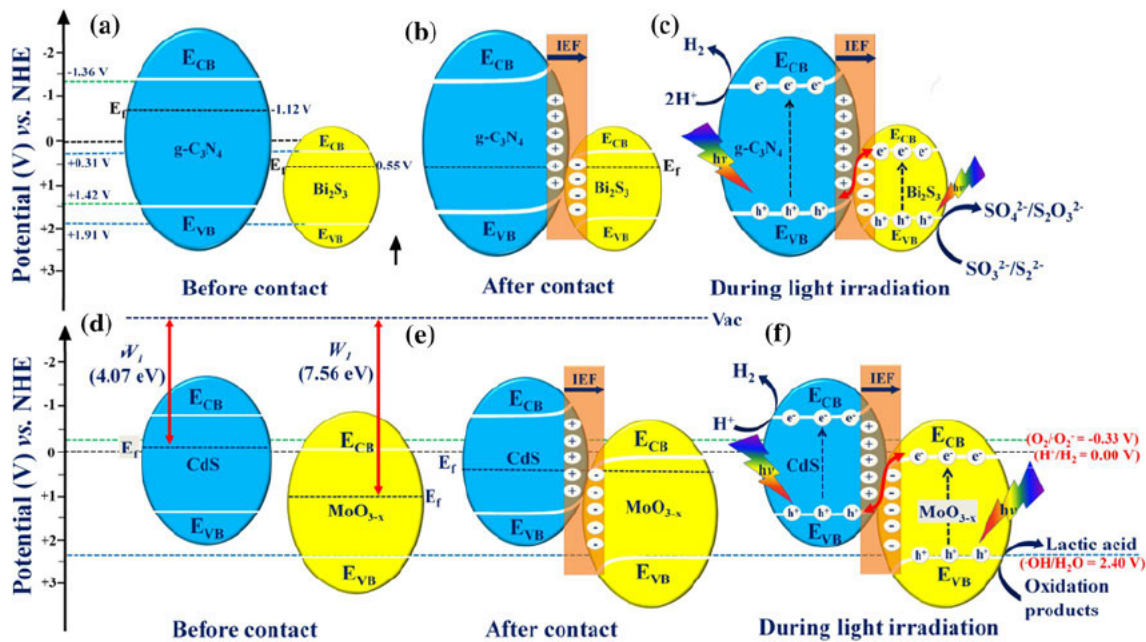 (a)
(b)
(c)
Potential (V) vs. NHE
-2
-1
0
+1
+2
+3
-1.36 V
+0.31 V
+1.42 V
+1.91 V
E_CB
E_f
-1.12 V
g-C₃N₄
E_VB
E_CB
E_f
0.55 V
Bi₂S₃
E_VB
Before contact
IEF
E_CB
g-C₃N₄
E_VB
+
+
+
+
+
+
+
-
-
-
-
E_CB
E_f
Bi₂S₃
E_VB
After contact
IEF
H₂
2H⁺
E_CB
e⁻ e⁻ e⁻
g-C₃N₄
hν
h⁺ h⁺ h⁺
E_VB
+
+
+
+
+
+
+
-
-
-
-
E_CB
e⁻ e⁻ e⁻
Bi₂S₃
hν
h⁺ h⁺ h⁺
E_VB
SO₄²⁻/S₂O₃²⁻
SO₃²⁻/S₂²⁻
During light irradiation
(d)
(e)
(f)
Vac
Potential (V) vs. NHE
-2
-1
0
+1
+2
+3
W₁
(4.07 eV)
W₁
(7.56 eV)
E_CB
E_f
CdS
E_VB
E_CB
E_f
MoO₃₋ₓ
E_VB
Before contact
IEF
E_CB
E_f
CdS
E_VB
+
+
+
+
+
-
-
-
-
-
E_CB
MoO₃₋ₓ
E_VB
After contact
IEF
H₂
H⁺
E_CB
e⁻ e⁻ e⁻
hν
CdS
h⁺ h⁺ h⁺
E_VB
+
+
+
+
+
-
-
-
-
-
E_CB
e⁻ e⁻ e⁻
MoO₃₋ₓ
hν
h⁺ h⁺ h⁺
E_VB
(O₂/O₂⁻ = -0.33 V)
(H⁺/H₂ = 0.00 V)
Lactic acid
(·OH/H₂O = 2.40 V)
Oxidation
products
During light irradiation